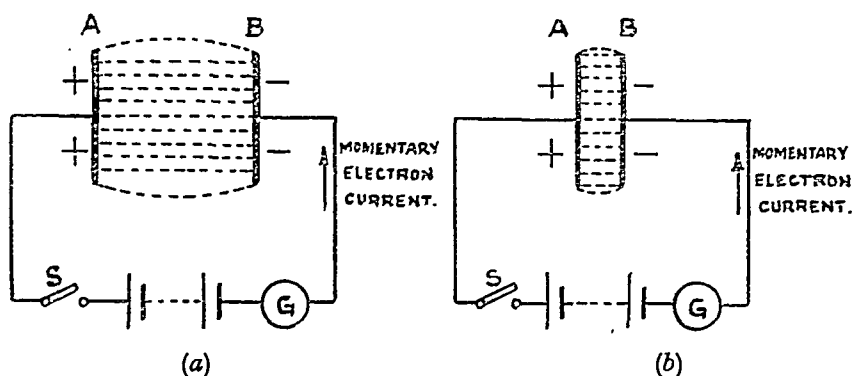 A B
+ −
+ −
MOMENTARY
ELECTRON
CURRENT.
S
G
(a)
A B
+ −
+ −
MOMENTARY
ELECTRON
CURRENT.
S
G
(b)